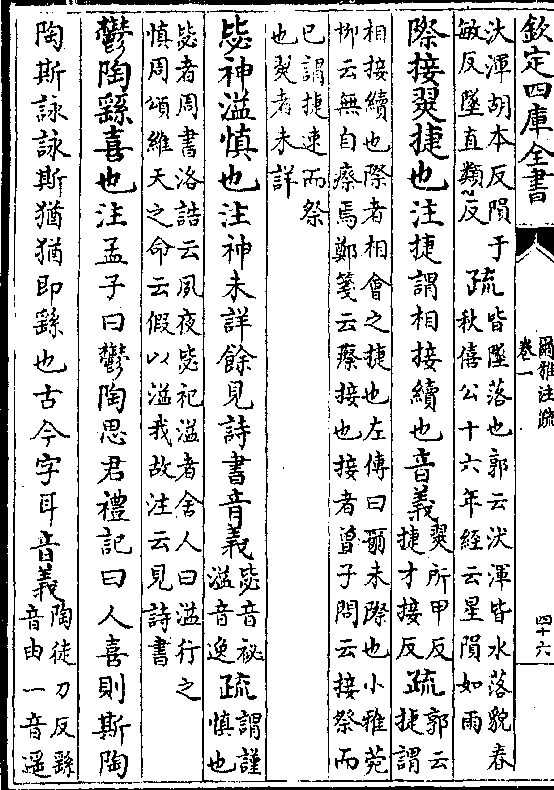 欽定四庫全書
爾雅注疏
卷一
四十六
汱渾胡本反隕于
敏反墜直類反
疏
皆墜落也郭云汱渾皆水落貌春
秋僖公十六年經云星隕如雨
際接翜捷也注捷謂相接續也音義
翜所甲反
捷才接反
疏
郭云
捷謂
相接續也際者相會之捷也左傳曰爾未際也小雅菀
柳云無自瘵焉鄭箋云瘵接也接者曾子問云接祭而
已謂捷速而祭
也翜者未詳
毖神溢慎也注神未詳餘見詩書音義
毖音祕
溢音逸
疏
謂謹
慎也
毖者周書洛誥云夙夜毖祀溢者舍人曰溢行之
慎周頌維天之命云假以溢我故注云見詩書
鬱陶繇喜也注孟子曰鬱陶思君禮記曰人喜則斯陶
陶斯詠詠斯猶猶即繇也古今字耳音義
陶徒刀反繇
音由一音遥